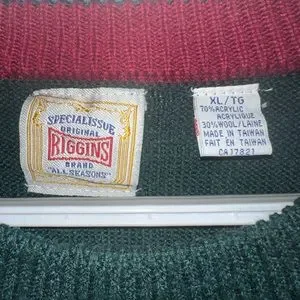 SPECIALISSUE
ORIGINAL
RIGGINS
BRAND
"ALL SEASONS"
XL/TG
70%ACRYLIC
ACRYLIQUE
30%WOOL/LAINE
MADE IN TAIWAN
FAIT EN TAIWAN
CA17821